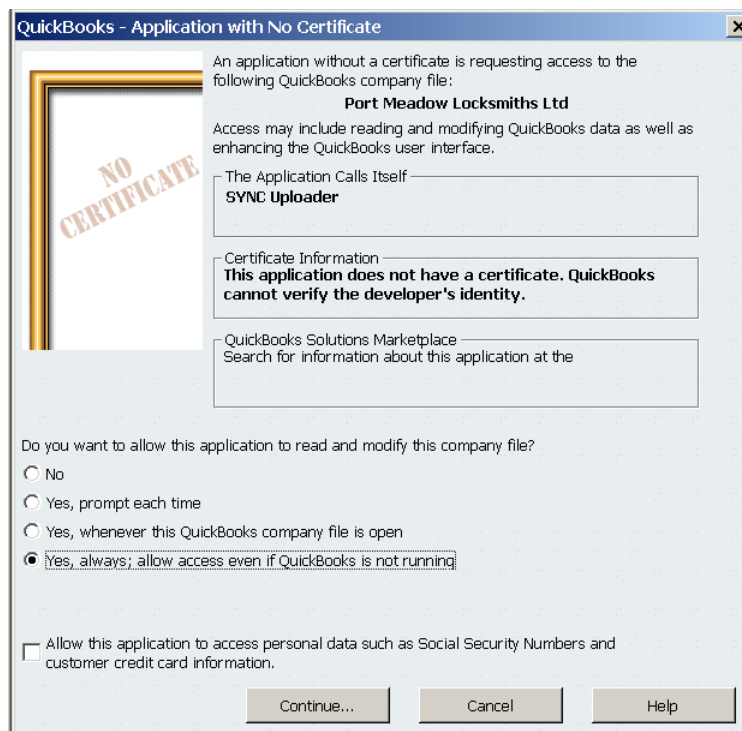 QuickBooks - Application with No Certificate
An application without a certificate is requesting access to the
following QuickBooks company file:
Port Meadow Locksmiths Ltd
Access may include reading and modifying QuickBooks data as well as
enhancing the QuickBooks user interface.
NO
CERTIFICATE
The Application Calls Itself
SYNC Uploader
Certificate Information
This application does not have a certificate. QuickBooks
cannot verify the developer's identity.
QuickBooks Solutions Marketplace
Search for information about this application at the
Do you want to allow this application to read and modify this company file?
No
Yes, prompt each time
Yes, whenever this QuickBooks company file is open
Yes, always; allow access even if QuickBooks is not running
Allow this application to access personal data such as Social Security Numbers and
customer credit card information.
Continue... Cancel Help